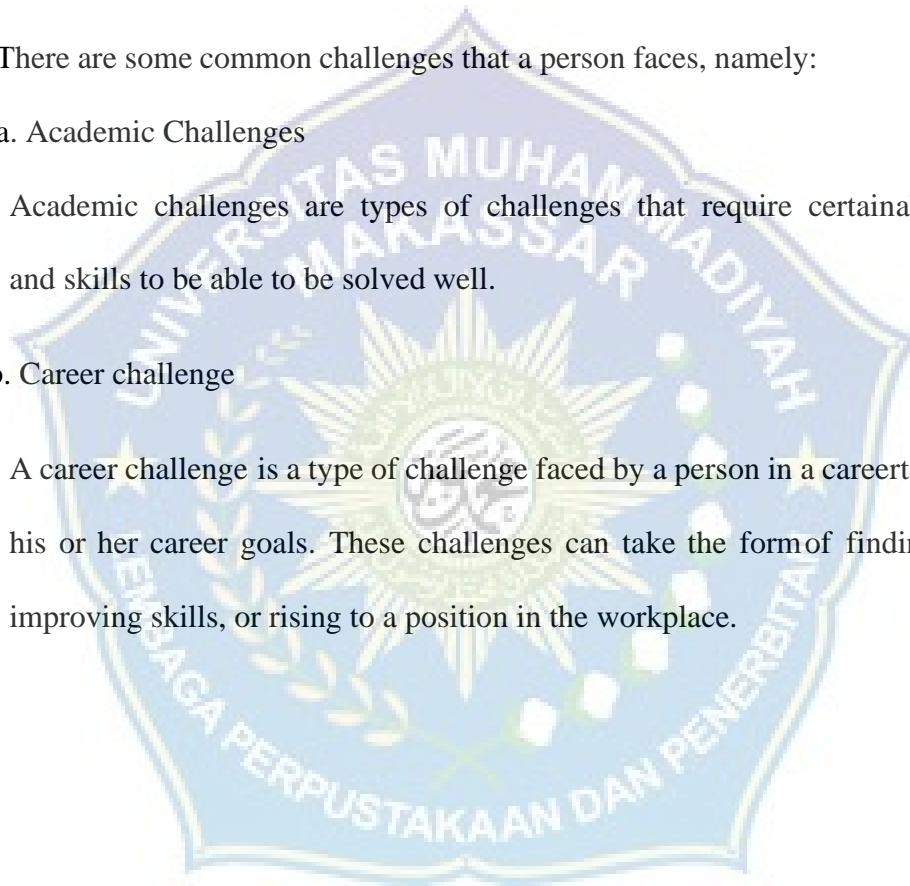 There are some common challenges that a person faces, namely:
a. Academic Challenges
Academic challenges are types of challenges that require certaina
and skills to be able to be solved well.
. Career challenge
A career challenge is a type of challenge faced by a person in a careert
his or her career goals. These challenges can take the formof findin
improving skills, or rising to a position in the workplace.
UNIVERSITAS MUHAMMADIYAH
MAKASSAR
LEMBAGA PERPUSTAKAAN DAN PENERBITAN